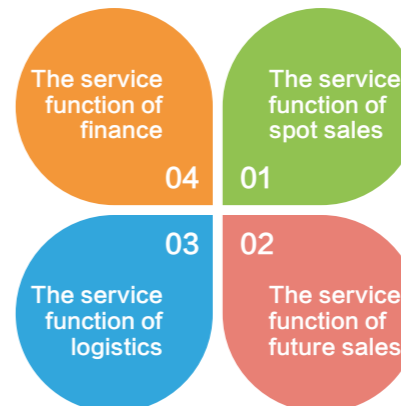 The service
function of
finance
04
The service
function of
spot sales
01
03
The service
function of
logistics
02
The service
function of
future sales